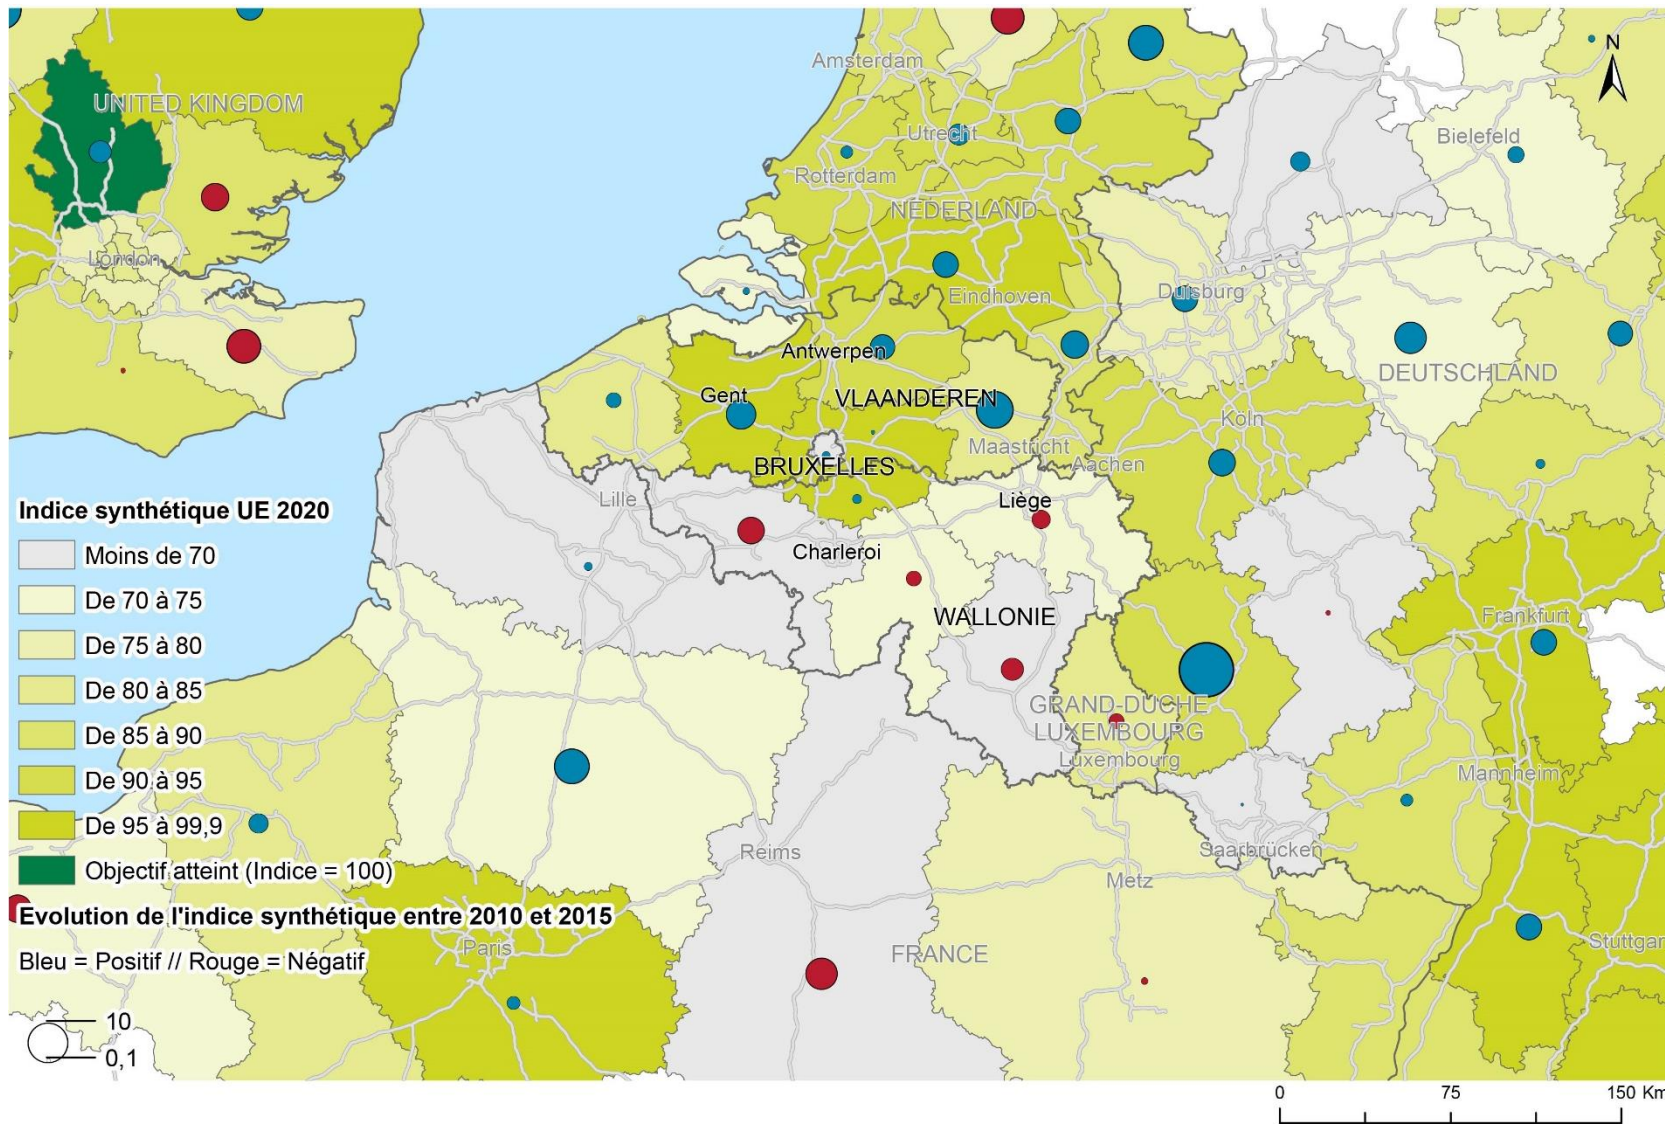 N
Amsterdam
UNITED KINGDOM
Utrecht
Bielefeld
Rotterdam
NEDERLAND
London
Eindhoven
Duisburg
Antwerpen
DEUTSCHLAND
Gent
VLAANDEREN
Köln
Maastricht
BRUXELLES
Aachen
Lille
Liège
Indice synthétique UE 2020
Moins de 70
Charleroi
De 70 à 75
WALLONIE
Frankfurt
De 75 à 80
De 80 à 85
GRAND-DUCHE
LUXEMBOURG
De 85 à 90
Luxembourg
De 90 à 95
Mannheim
De 95 à 99,9
Reims
Saarbrücken
Objectif atteint (Indice = 100)
Metz
Evolution de l'indice synthétique entre 2010 et 2015
Paris
Stuttgar
FRANCE
Bleu = Positif // Rouge = Négatif
10
0,1
0 75 150 Km